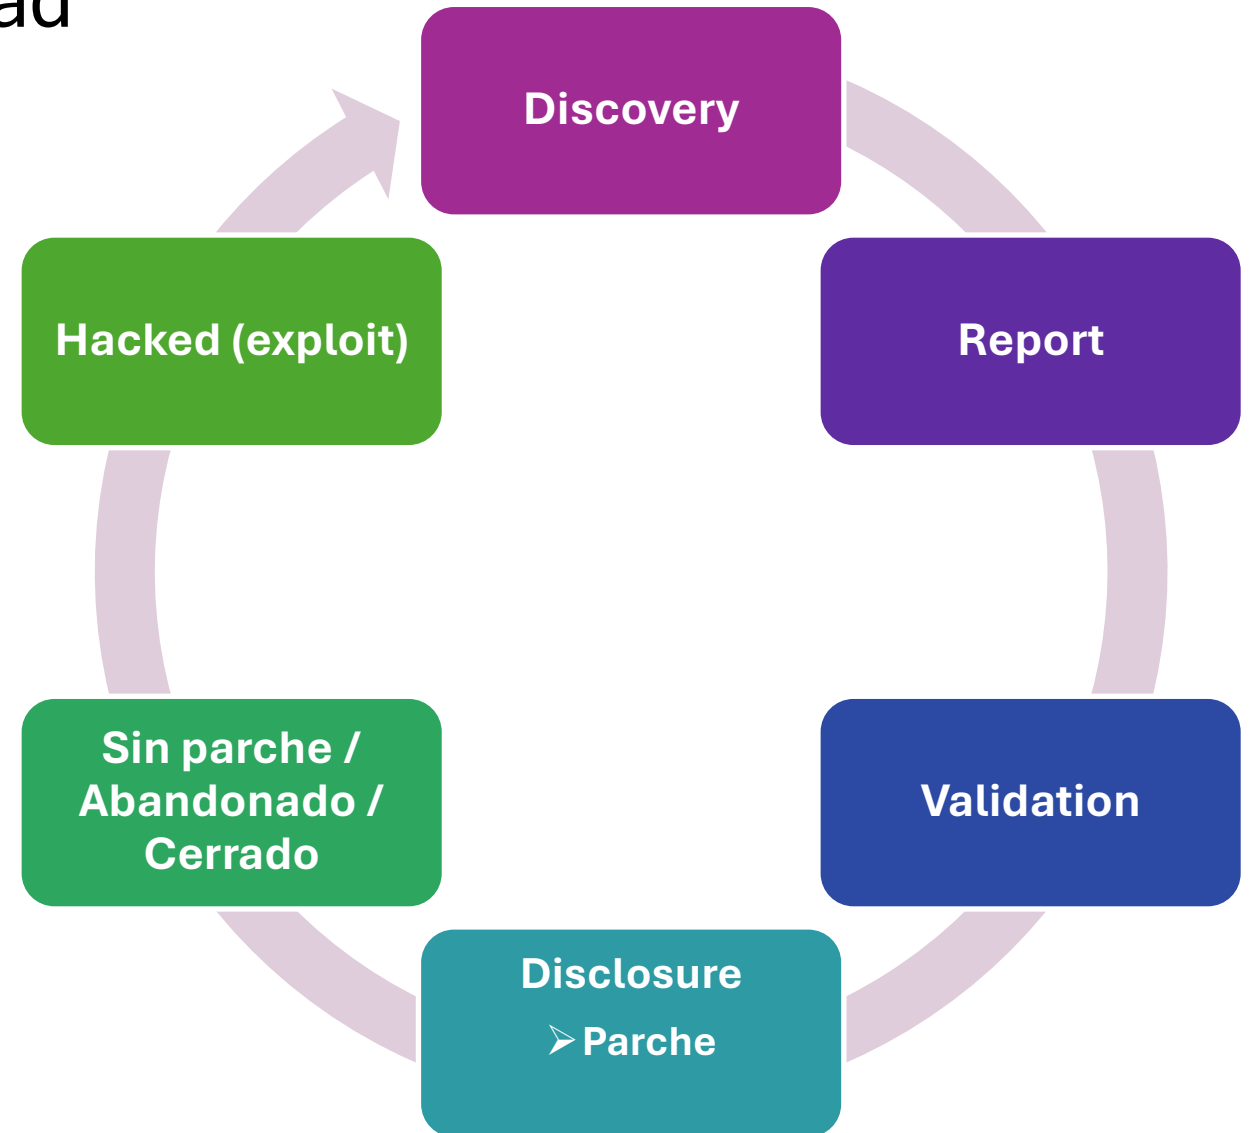 Discovery
Report
Validation
Disclosure
➢ Parche
Sin parche /
Abandonado /
Cerrado
Hacked (exploit)